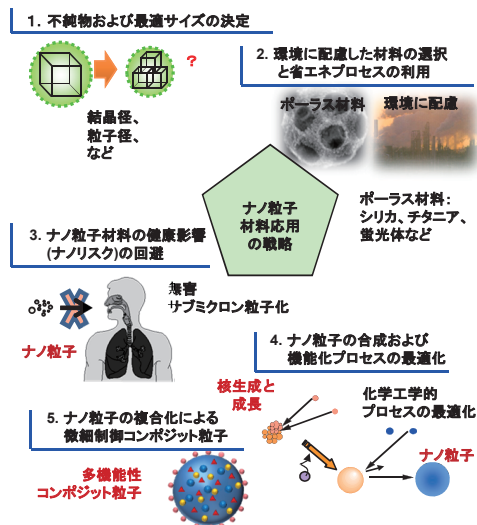 1. 不純物および最適サイズの決定
?
結晶径、
粒子径、
など
2. 環境に配慮した材料の選択
と省エネプロセスの利用
ポーラス材料
環境に配慮
ポーラス材料：
シリカ、チタニア、
蛍光体など
ナノ粒子
材料応用
の戦略
3. ナノ粒子材料の健康影響
(ナノリスク)の回避
無害
サブミクロン粒子化
ナノ粒子
4. ナノ粒子の合成および
機能化プロセスの最適化
核生成と
成長
化学工学的
プロセスの最適化
ナノ粒子
5. ナノ粒子の複合化による
微細制御コンポジット粒子
多機能性
コンポジット粒子